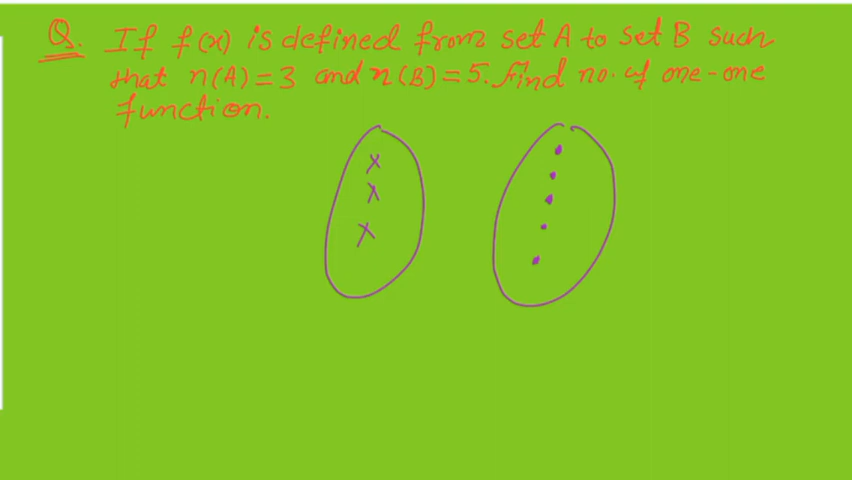 Q. If f(x) is defined from set A to set B such
that n(A)=3 and n(B)=5. Find no. of one-one
function.